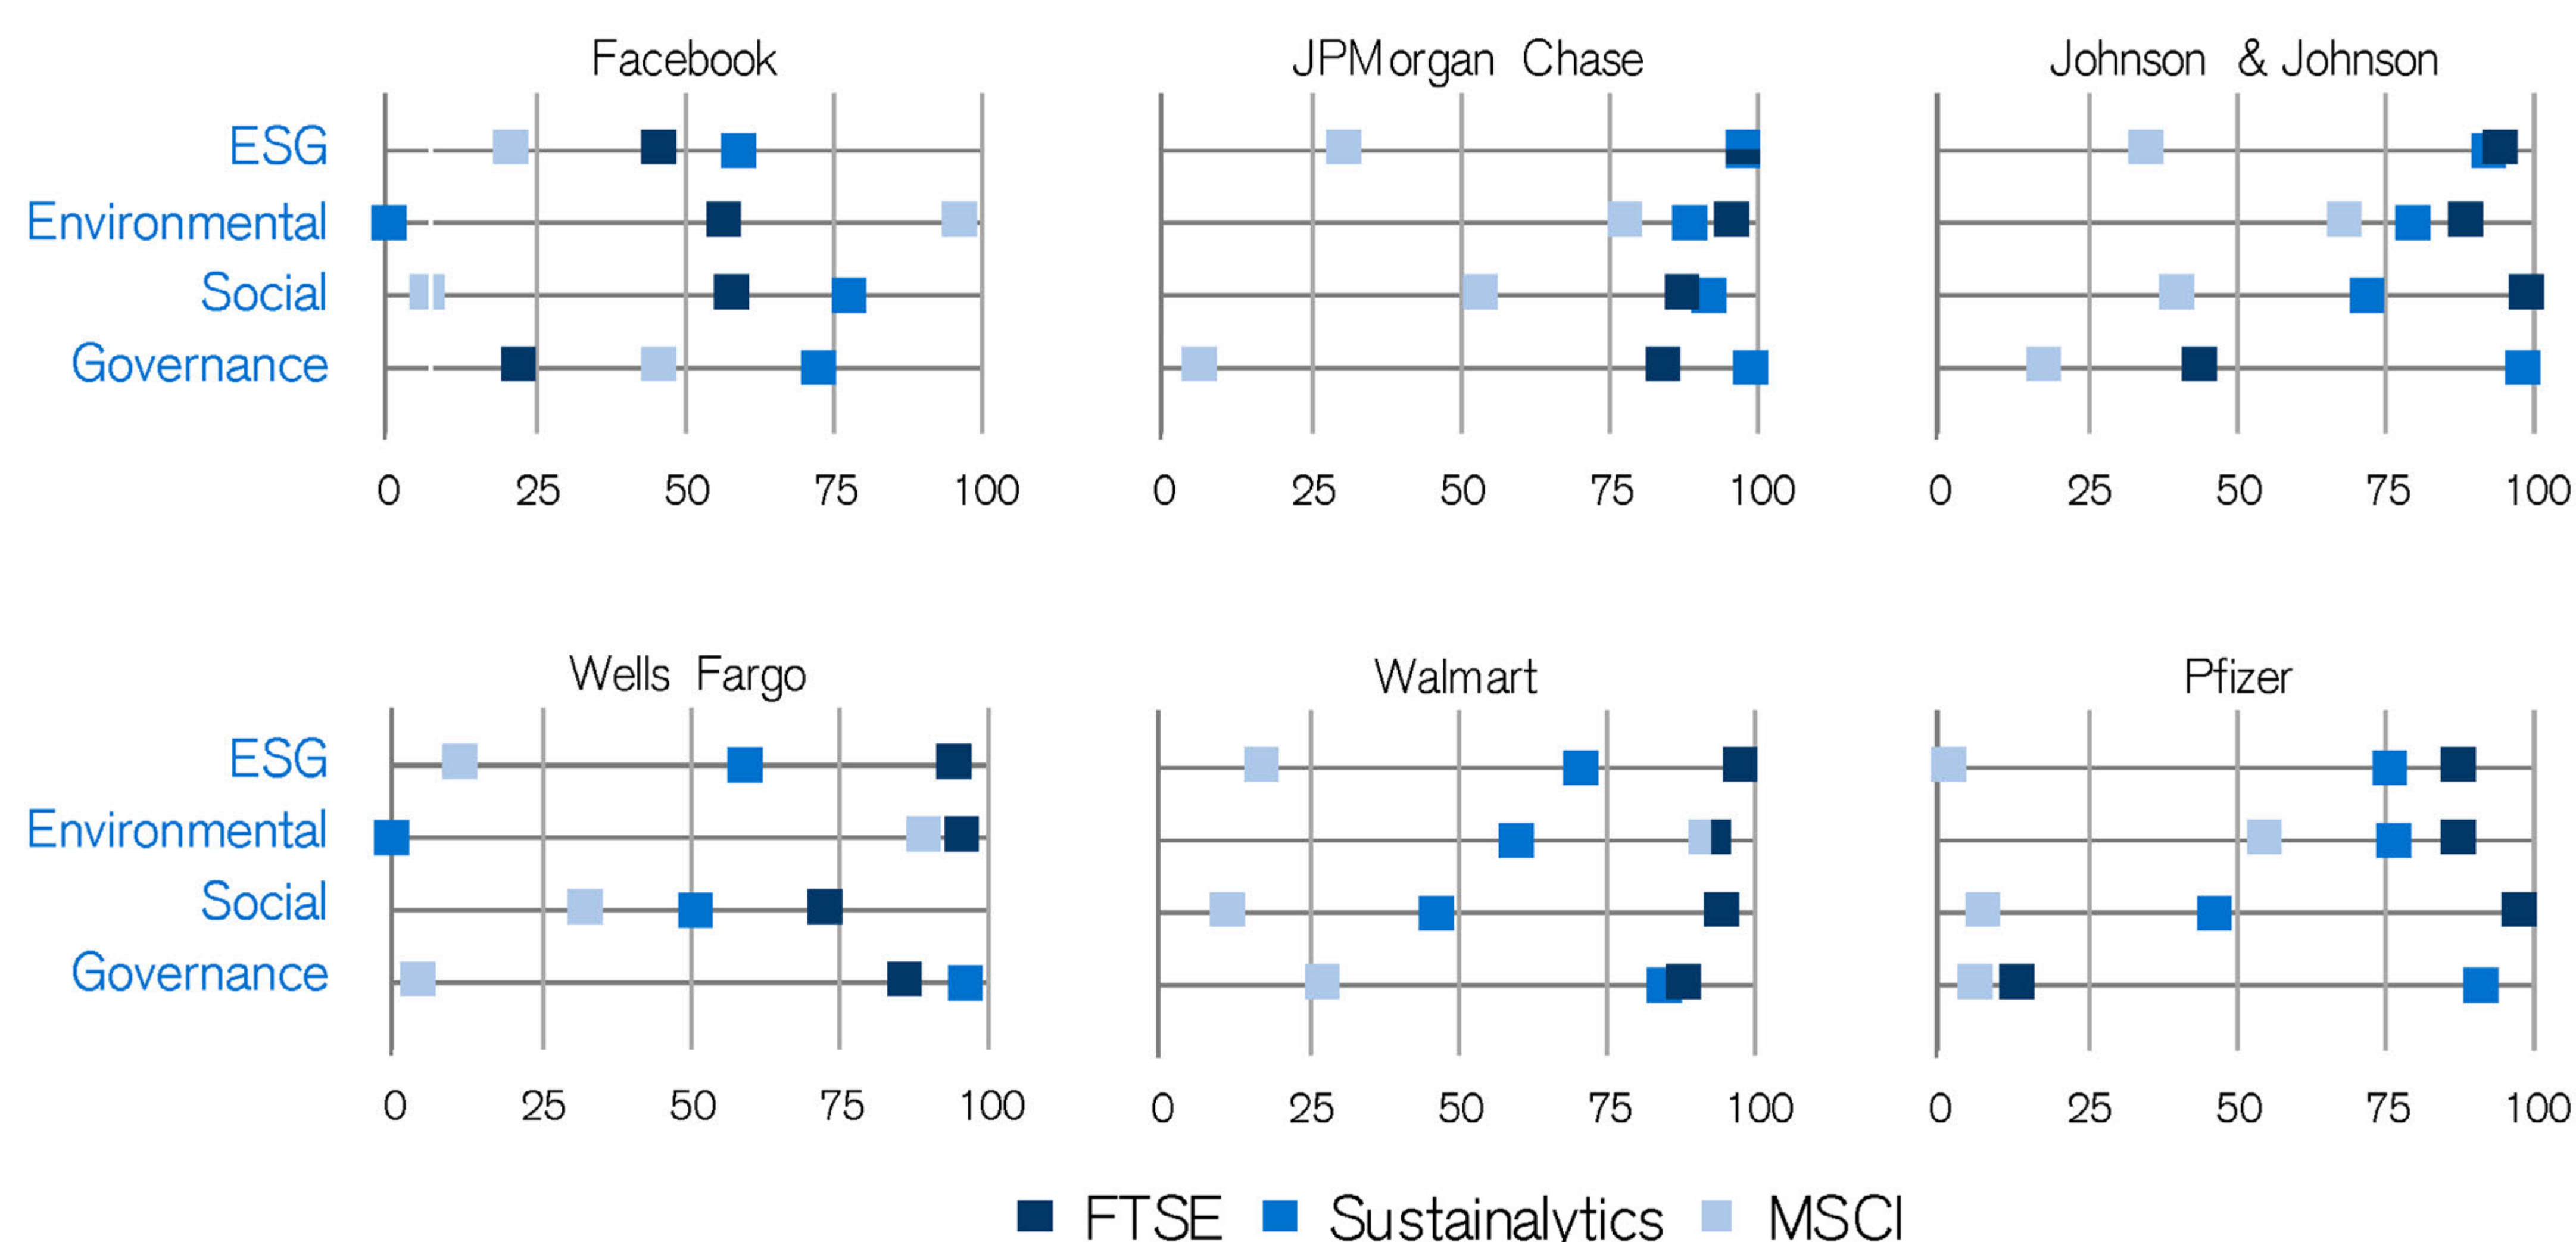 Facebook JPMorgan Chase Johnson & Johnson
ESG
Environmental
Social
Governance
0 25 50 75 100 0 25 50 75 100 0 25 50 75 100
Wells Fargo Walmart Pfizer
ESG
Environmental
Social
Governance
0 25 50 75 100 0 25 50 75 100 0 25 50 75 100
FTSE Sustainalytics MSCI